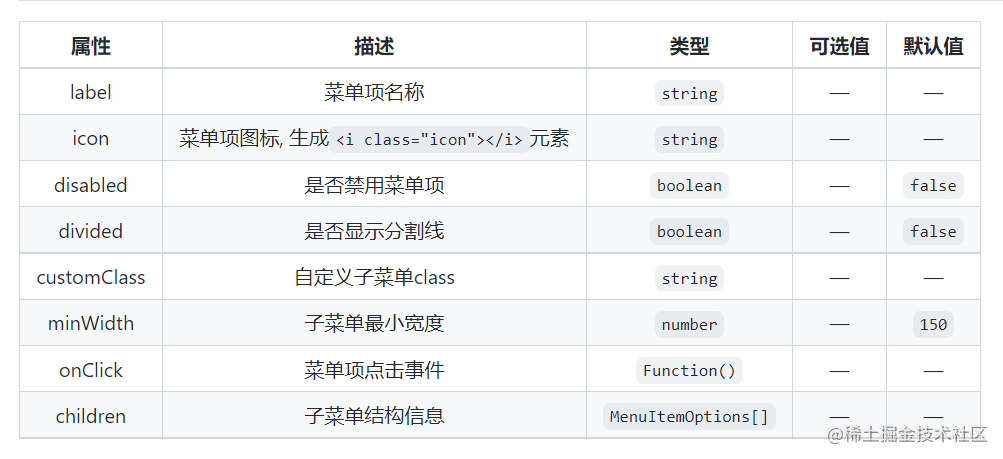 属性 描述 类型 可选值 默认值
label 菜单项名称 string — —
icon 菜单项图标, 生成<i class="icon"></i>元素 string — —
disabled 是否禁用菜单项 boolean — false
divided 是否显示分割线 boolean — false
customClass 自定义子菜单class string — —
minWidth 子菜单最小宽度 number — 150
onClick 菜单项点击事件 Function() — —
children 子菜单结构信息 MenuItemOptions[] — —
@稀土掘金技术社区